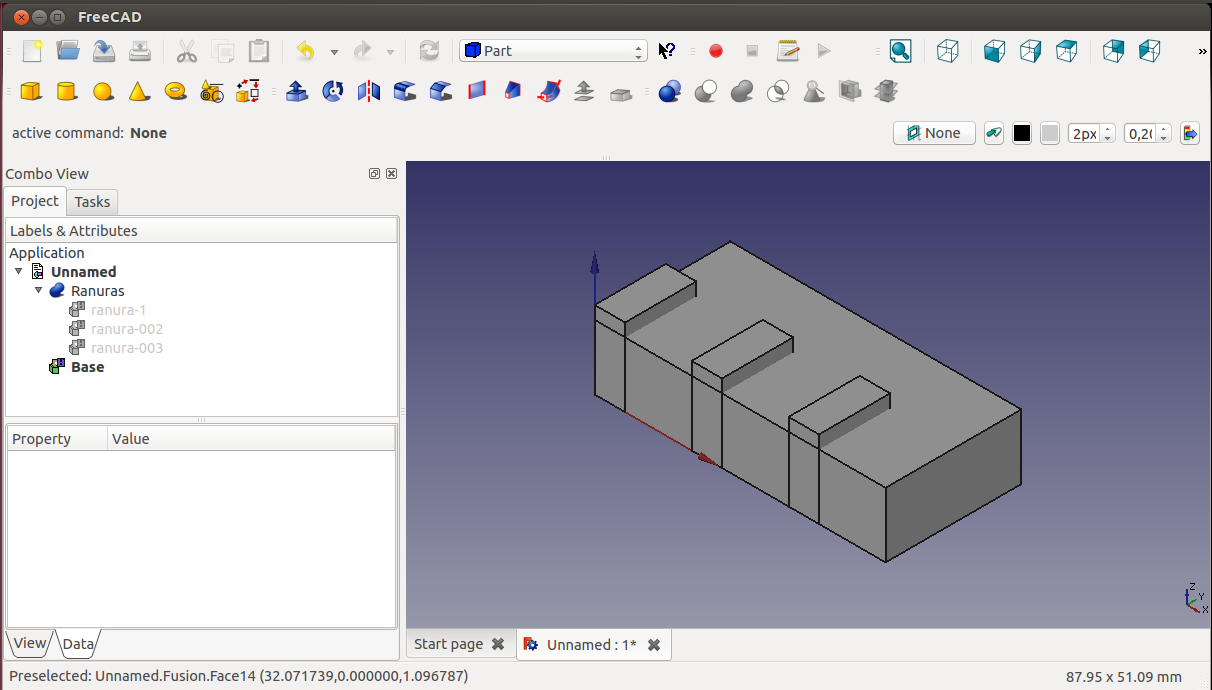 FreeCAD
Part
»
active command: None
None
2px
0,20
Combo View
Project
Tasks
Labels & Attributes
Application
Unnamed
Ranuras
ranura-1
ranura-002
ranura-003
Base
Property
Value
View
Data
Z
Y
X
Start page
Unnamed : 1*
Preselected: Unnamed.Fusion.Face14 (32.071739,0.000000,1.096787)
87.95 x 51.09 mm